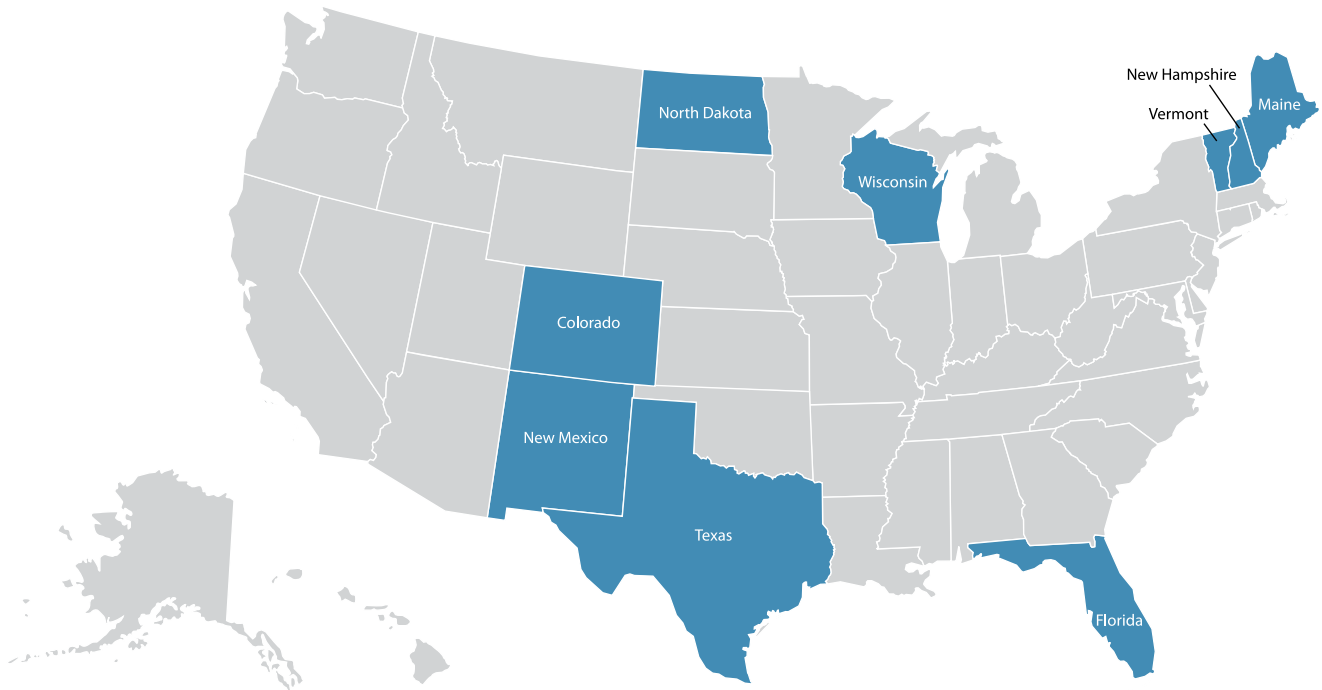 New Hampshire
Maine
Vermont
North Dakota
Wisconsin
Colorado
New Mexico
Texas
Florida